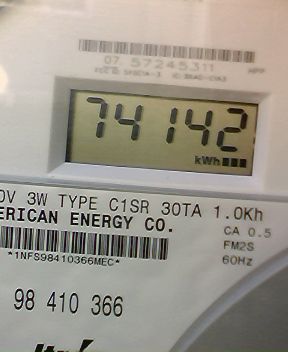 07 57245311
74142
kWh
0V 3W TYPE C1SR 30TA 1.0Kh
ERICAN ENERGY CO.
CA 0.5
FM2S
*1NFS98410366MEC*
60Hz
98 410 366